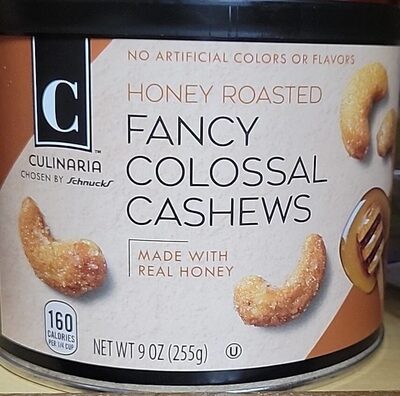 NO ARTIFICIAL COLORS OR FLAVORS
C
CULINARIA™
CHOSEN BY Schnucks
HONEY ROASTED
FANCY
COLOSSAL
CASHEWS
MADE WITH
REAL HONEY
160
CALORIES
PER 1/4 CUP
NET WT 9 OZ (255g)
U